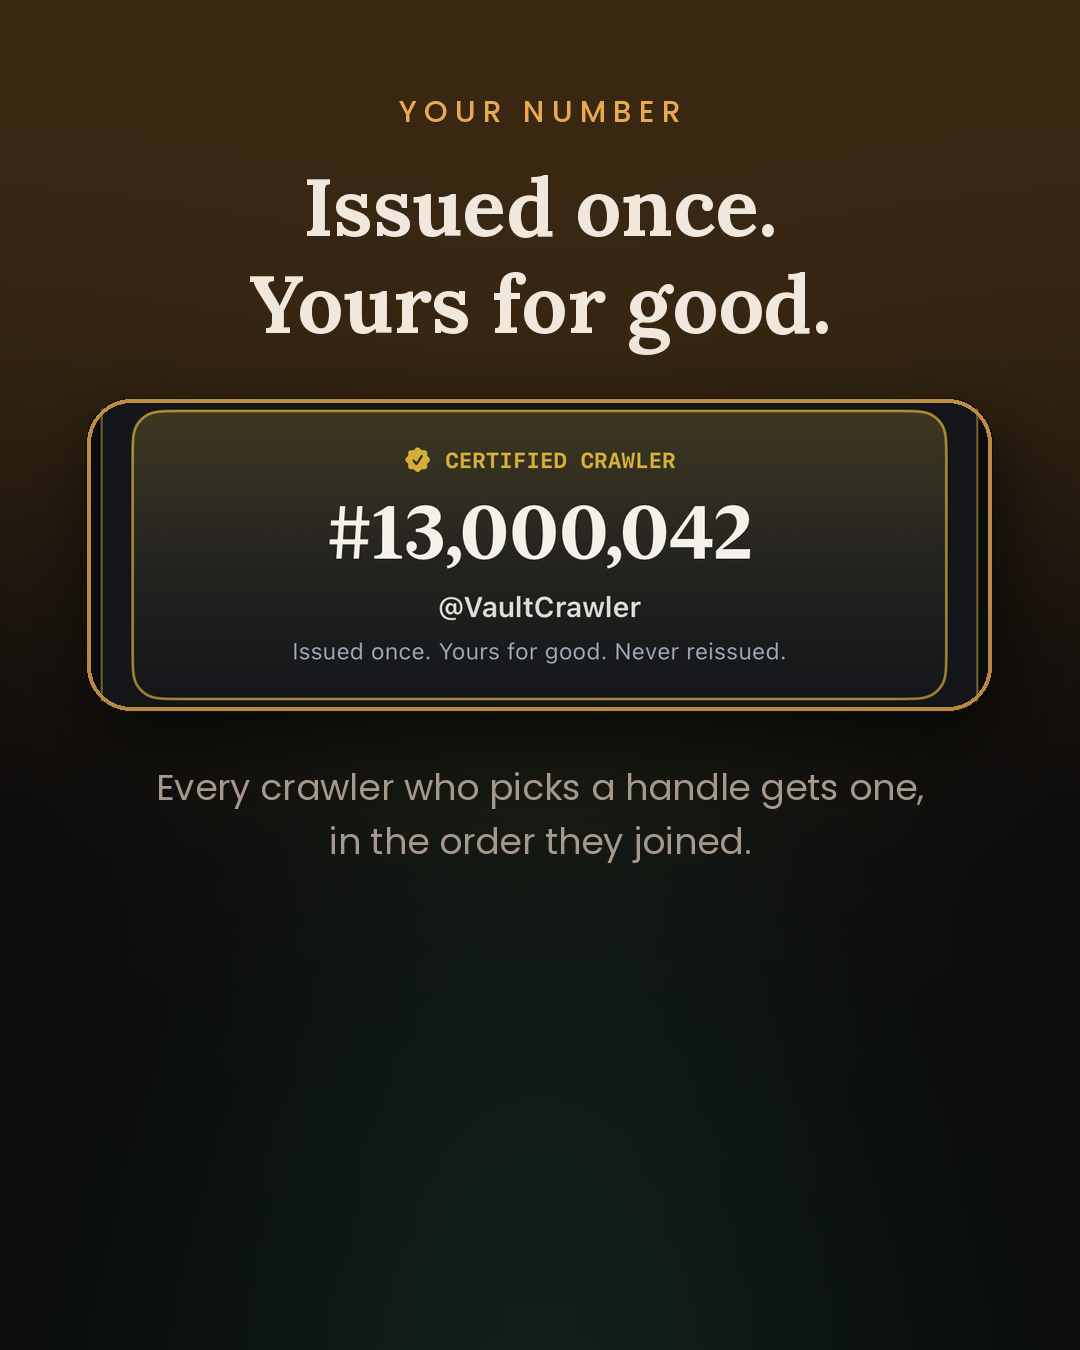 YOUR NUMBER
Issued once.
Yours for good.
CERTIFIED CRAWLER
#13,000,042
@VaultCrawler
Issued once. Yours for good. Never reissued.
Every crawler who picks a handle gets one,
in the order they joined.